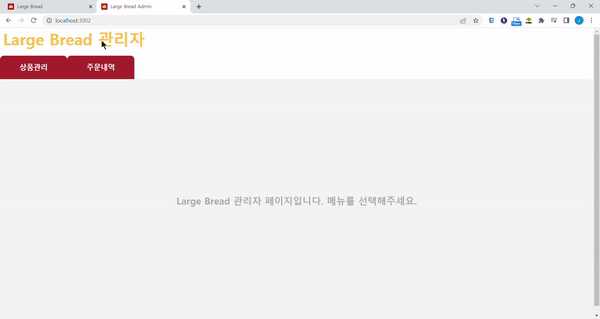 Large Bread
Large Bread Admin
localhost:3002
Large Bread 관리자
상품관리
주문내역
Large Bread 관리자 페이지입니다. 메뉴를 선택해주세요.